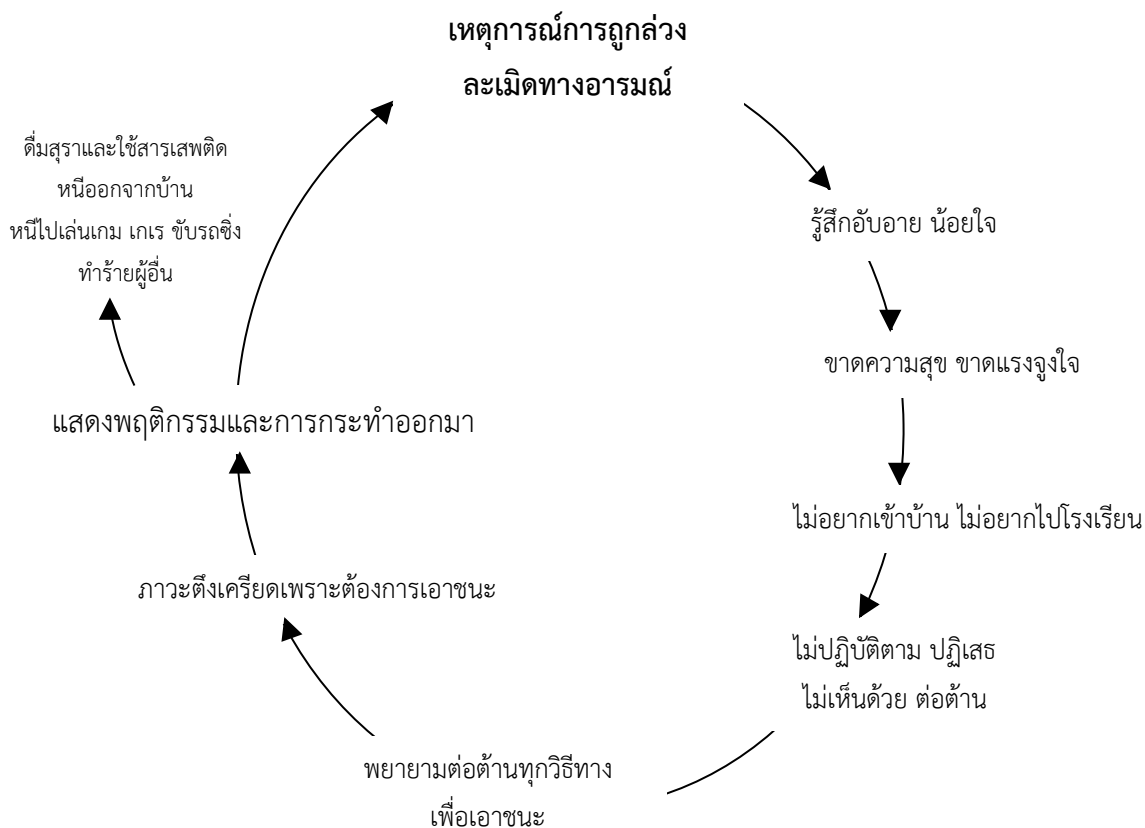 เหตุการณ์การถูกล่วง
ละเมิดทางอารมณ์
รู้สึกอับอาย น้อยใจ
ขาดความสุข ขาดแรงจูงใจ
ไม่อยากเข้าบ้าน ไม่อยากไปโรงเรียน
ไม่ปฏิบัติตาม ปฏิเสธ
ไม่เห็นด้วย ต่อต้าน
พยายามต่อต้านทุกวิธีทาง
เพื่อเอาชนะ
ภาวะตึงเครียดเพราะต้องการเอาชนะ
แสดงพฤติกรรมและการกระทำออกมา
ดื่มสุราและใช้สารเสพติด
หนีออกจากบ้าน
หนีไปเล่นเกม เกเร ขับรถซิ่ง
ทำร้ายผู้อื่น